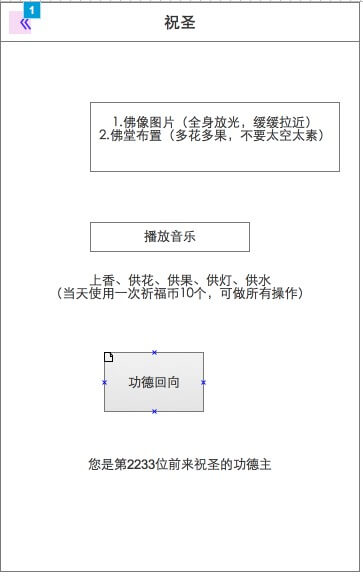 1
祝圣
1.佛像图片（全身放光，缓缓拉近）
2.佛堂布置（多花多果，不要太空太素）
播放音乐
上香、供花、供果、供灯、供水
（当天使用一次祈福币10个，可做所有操作）
功德回向
您是第2233位前来祝圣的功德主